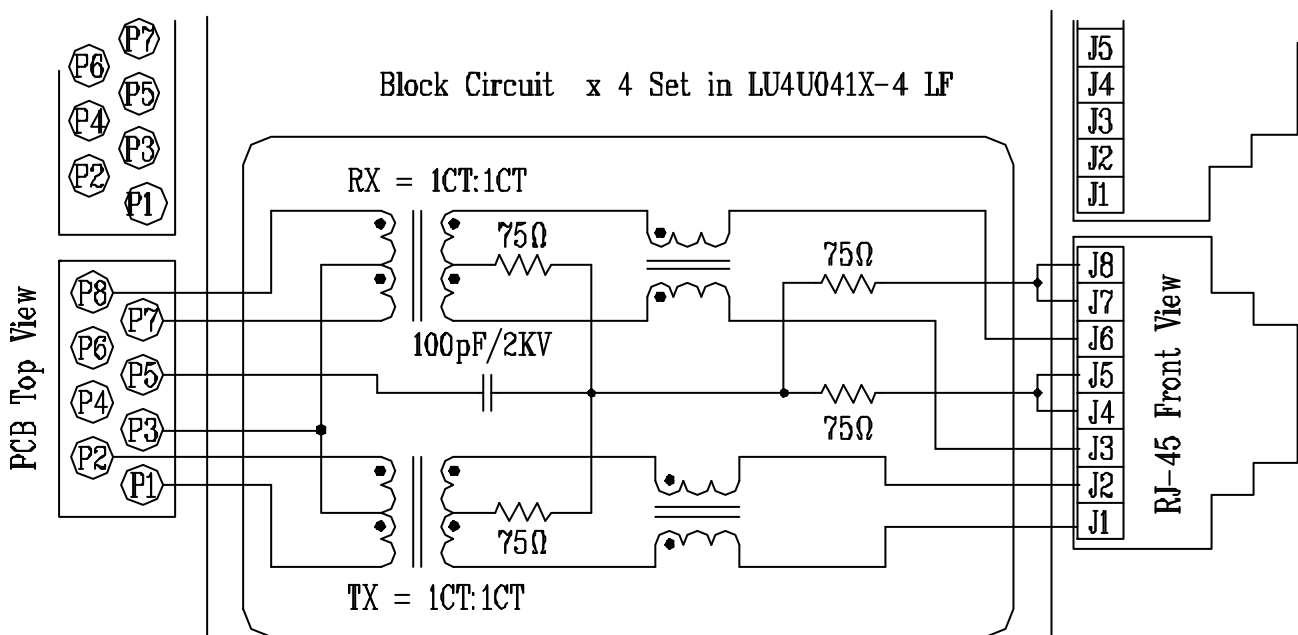 Block Circuit x 4 Set in LU4U041X-4 LF
P7
P6
P5
P4
P3
P2
P1
J5
J4
J3
J2
J1
RX = 1CT:1CT
75Ω
75Ω
100pF/2KV
75Ω
75Ω
TX = 1CT:1CT
PCB Top View
P8
P7
P6
P5
P4
P3
P2
P1
J8
J7
J6
J5
J4
J3
J2
J1
RJ-45 Front View